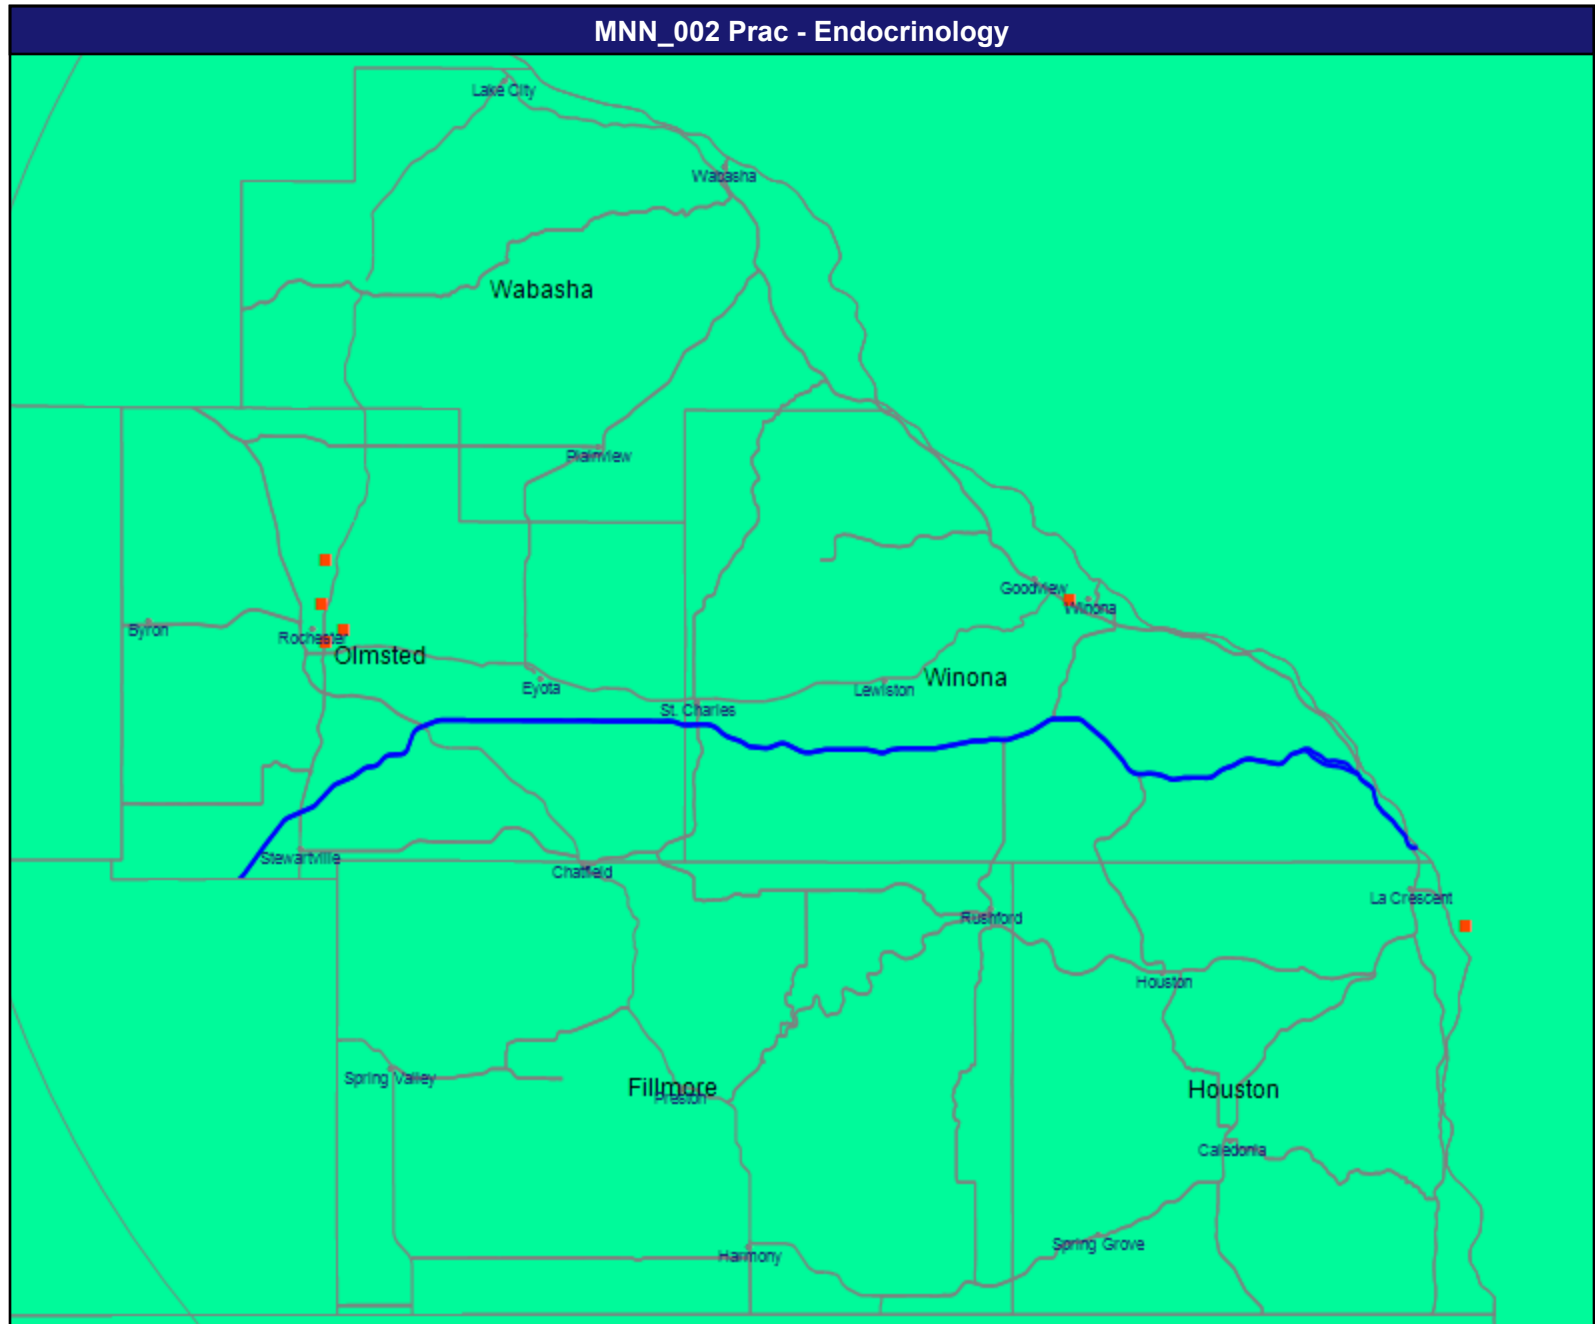 MNN_002 Prac - Endocrinology
Lake City
Wabasha
Wabasha
Plainview
Goodview
Winona
Byron
Rochester
Olmsted
Eyota
Winona
Lewiston
St. Charles
Stewartville
Chatfield
La Crescent
Rushford
Houston
Spring Valley
Fillmore
Preston
Houston
Caledonia
Spring Grove
Harmony